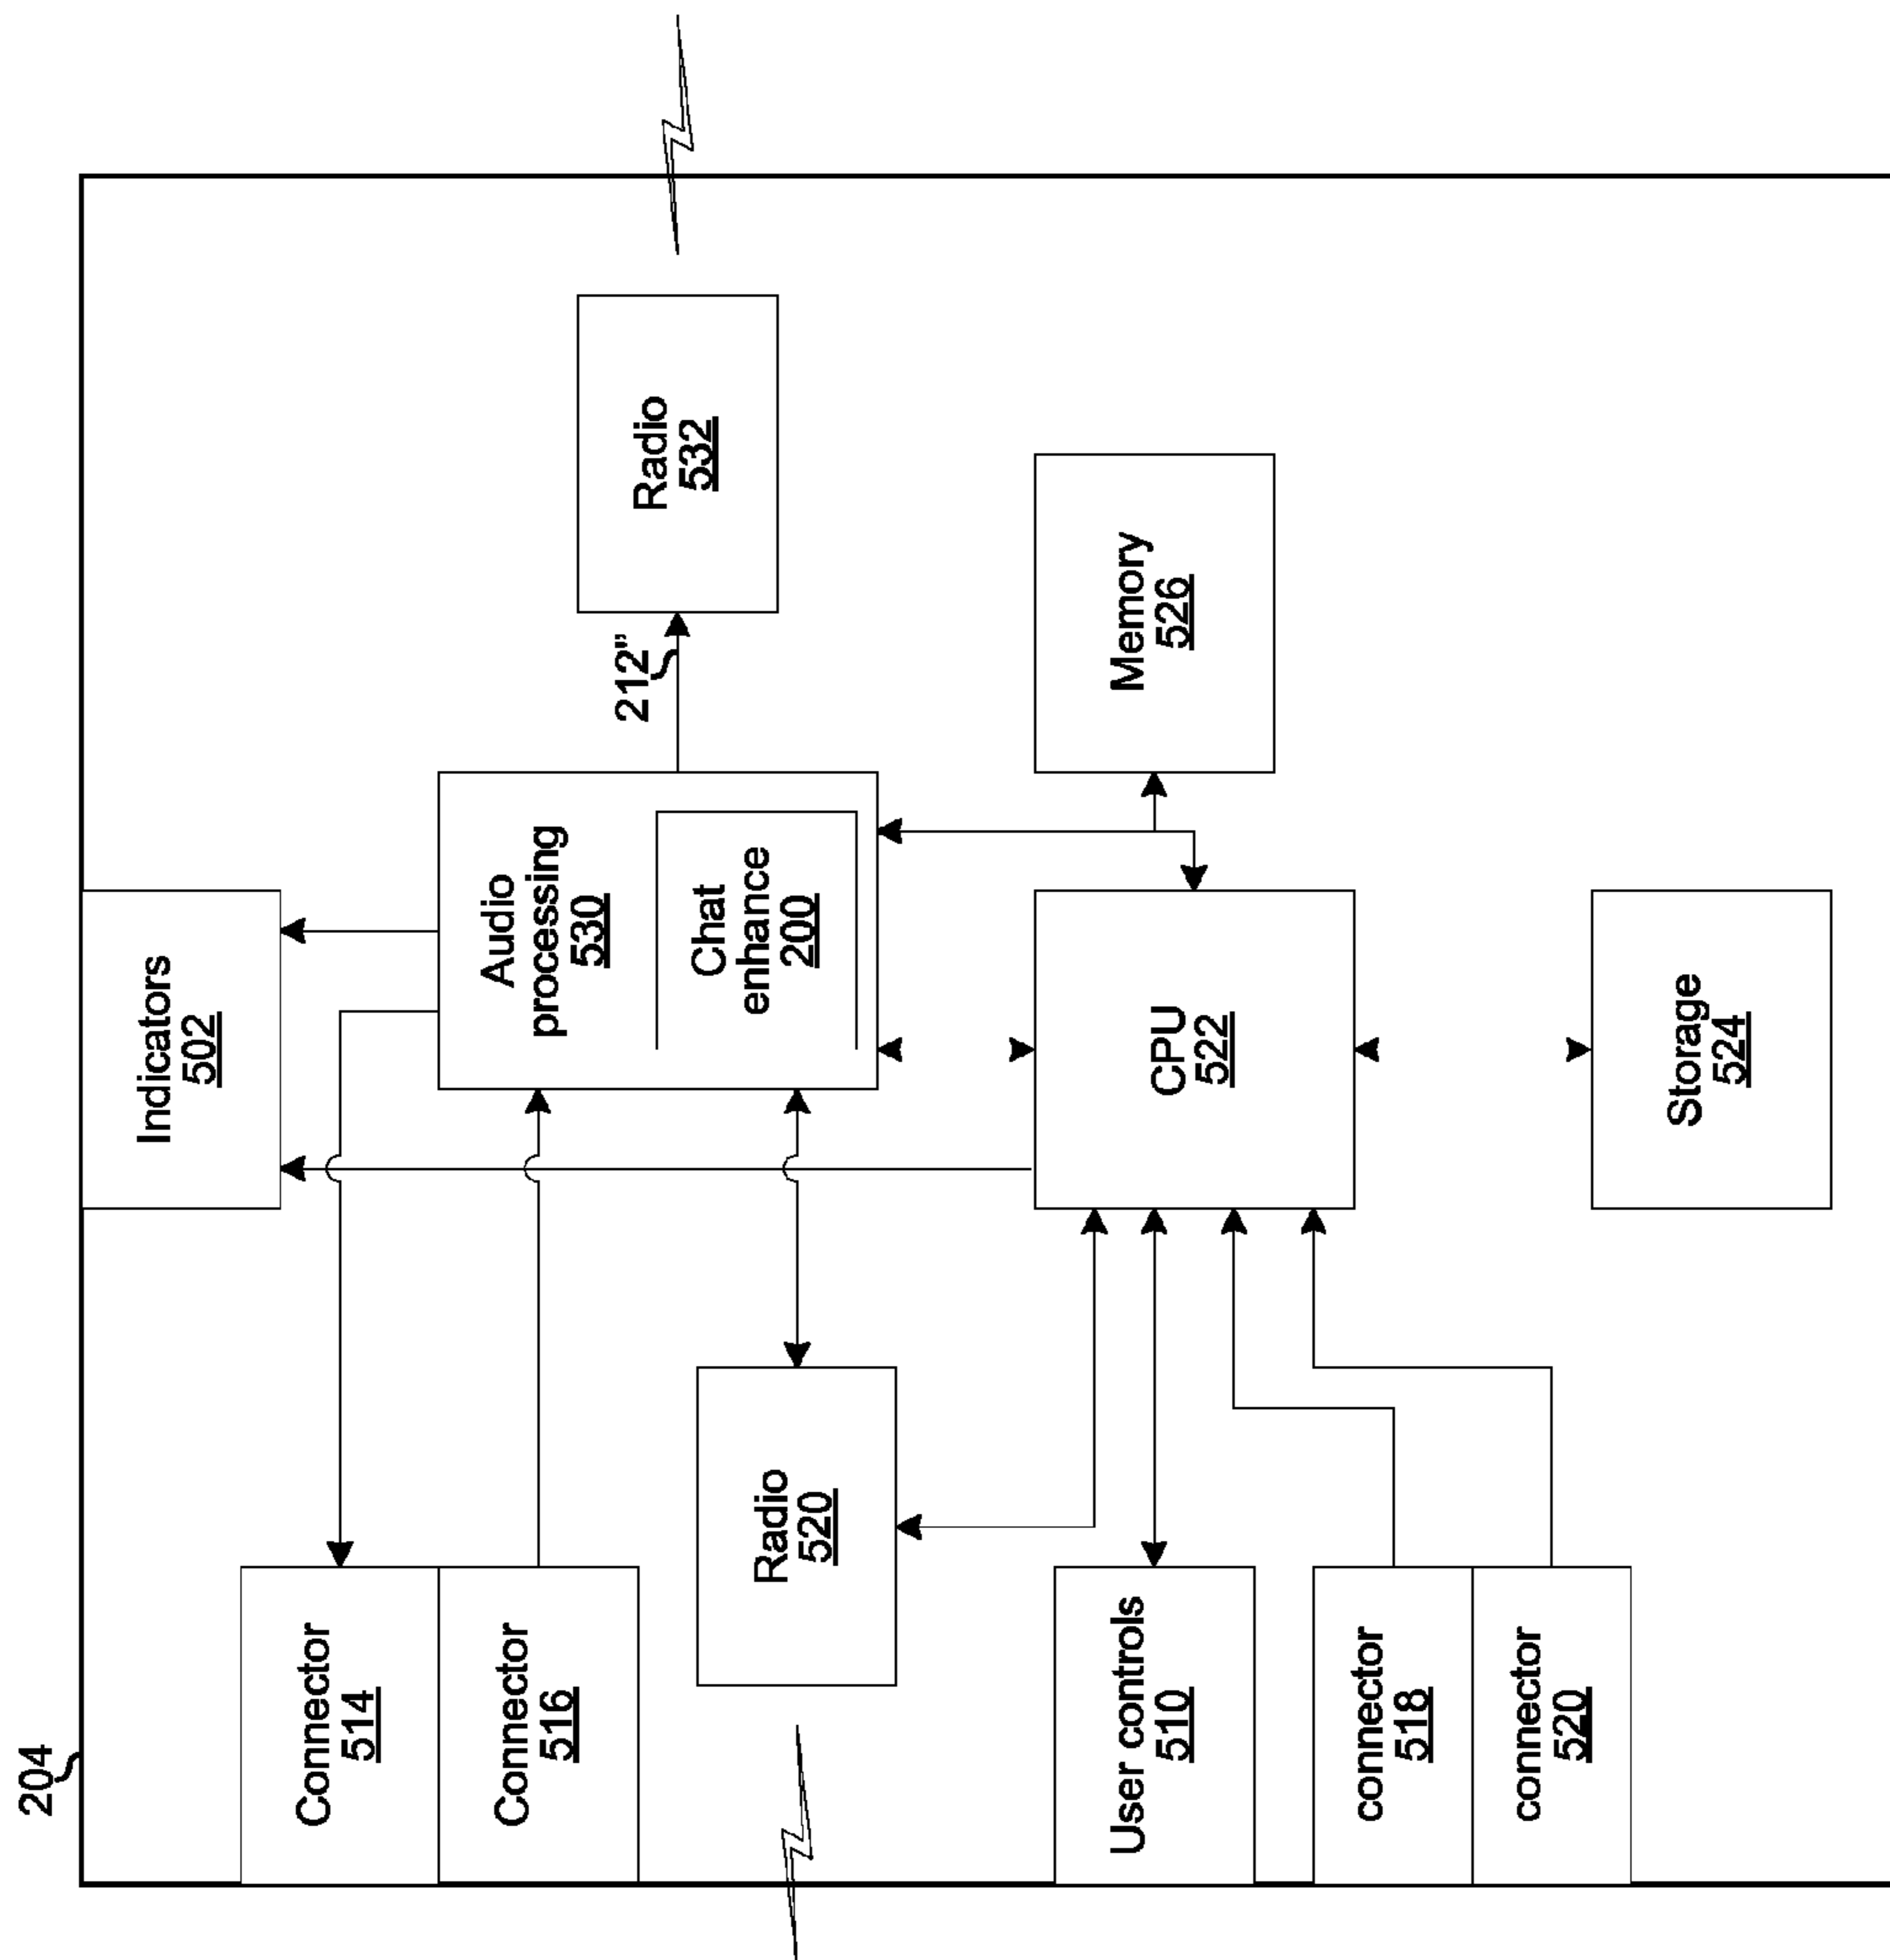 204
Indicators
502
Connector
514
Connector
516
Audio
processing
530
Chat
enhance
200
212”
Radio
532
Radio
520
User controls
510
CPU
522
Memory
526
connector
518
connector
520
Storage
524